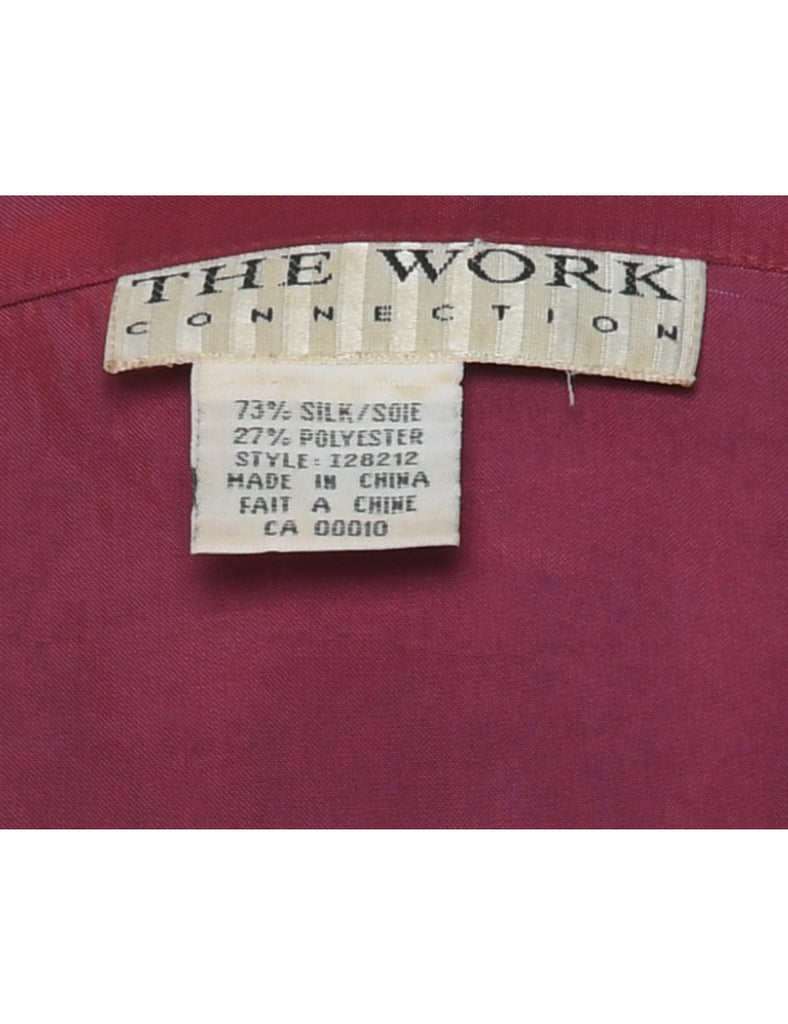 THE WORK
CONNECTION
73% SILK/SOIE
27% POLYESTER
STYLE: I28212
MADE IN CHINA
FAIT A CHINE
CA 00010